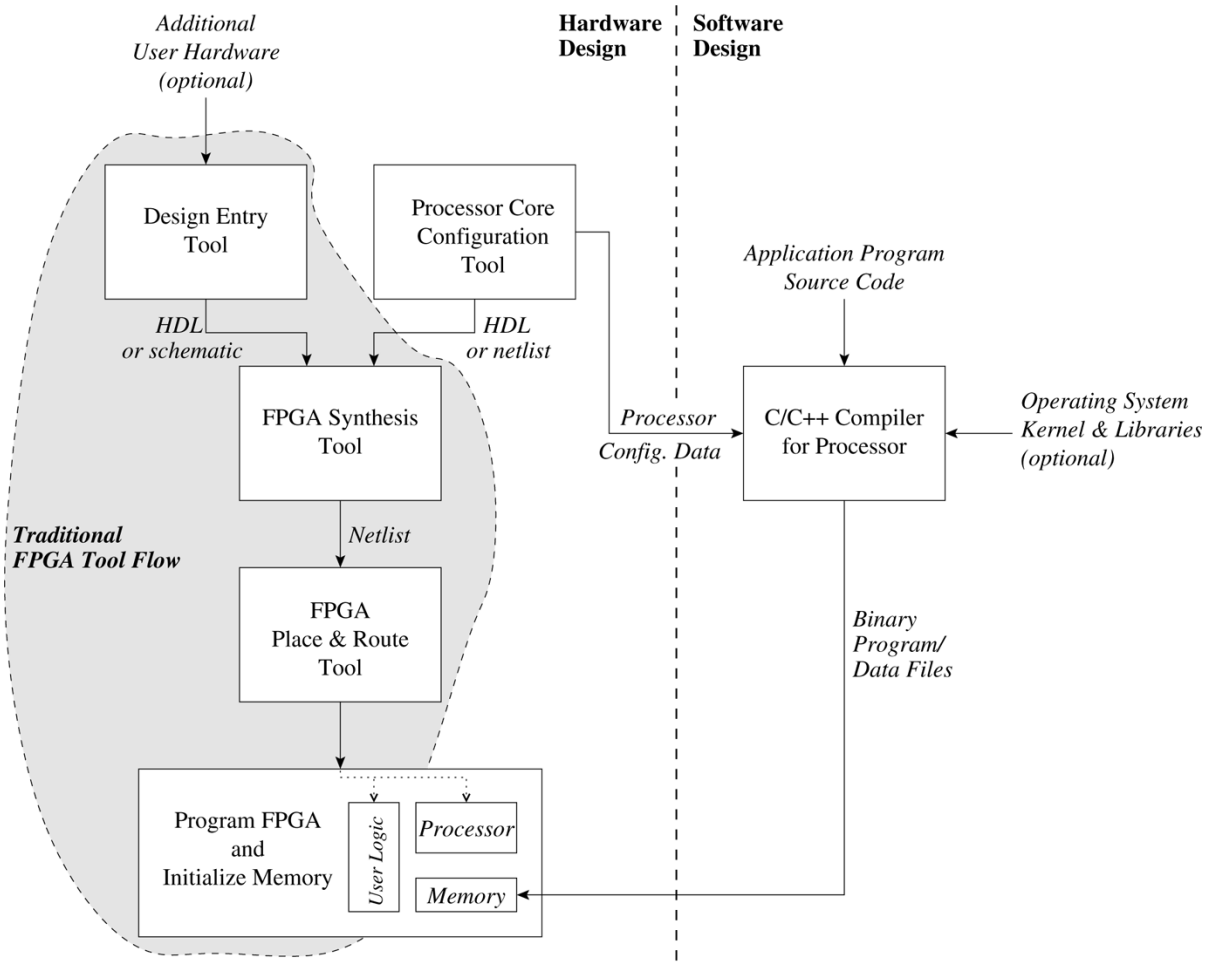 Additional
User Hardware
(optional)
Hardware
Design
Software
Design
Design Entry
Tool
Processor Core
Configuration
Tool
Application Program
Source Code
HDL
or schematic
HDL
or netlist
FPGA Synthesis
Tool
Processor
Config. Data
C/C++ Compiler
for Processor
Operating System
Kernel & Libraries
(optional)
Traditional
FPGA Tool Flow
Netlist
FPGA
Place & Route
Tool
Binary
Program/
Data Files
Program FPGA
and
Initialize Memory
User Logic
Processor
Memory